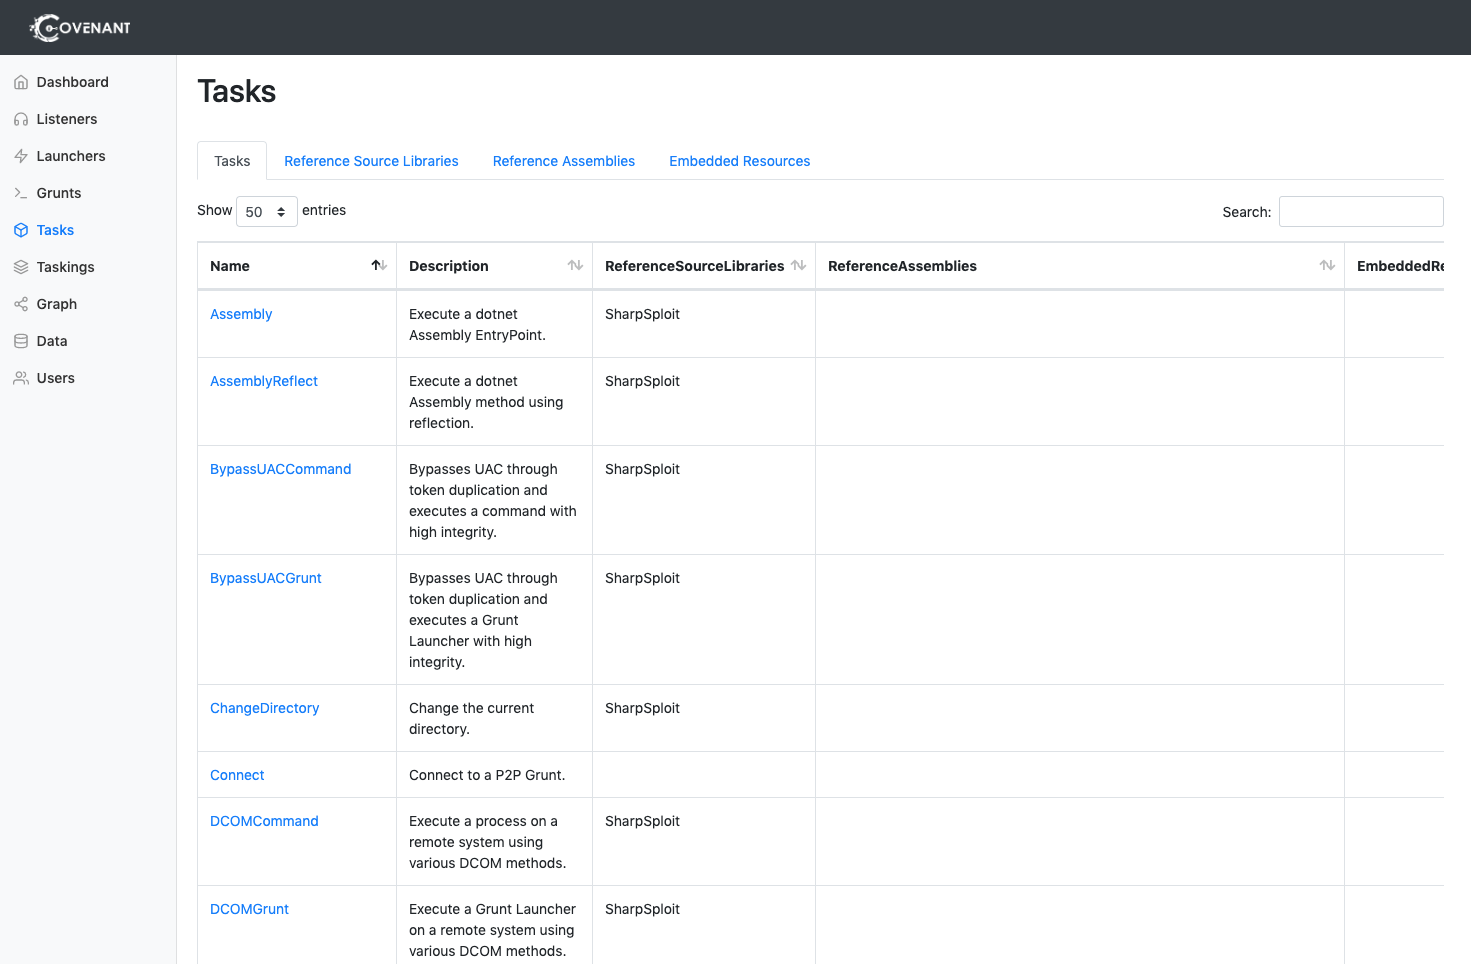 COVENANT
Dashboard
Listeners
Launchers
Grunts
Tasks
Taskings
Graph
Data
Users
Tasks
Tasks Reference Source Libraries Reference Assemblies Embedded Resources
Show 50 entries Search:
Name Description ReferenceSourceLibraries ReferenceAssemblies EmbeddedRe
Assembly Execute a dotnet SharpSploit
Assembly EntryPoint.
AssemblyReflect Execute a dotnet SharpSploit
Assembly method using
reflection.
BypassUACCommand Bypasses UAC through SharpSploit
token duplication and
executes a command with
high integrity.
BypassUACGrunt Bypasses UAC through SharpSploit
token duplication and
executes a Grunt
Launcher with high
integrity.
ChangeDirectory Change the current SharpSploit
directory.
Connect Connect to a P2P Grunt.
DCOMCommand Execute a process on a SharpSploit
remote system using
various DCOM methods.
DCOMGrunt Execute a Grunt Launcher SharpSploit
on a remote system using
various DCOM methods.